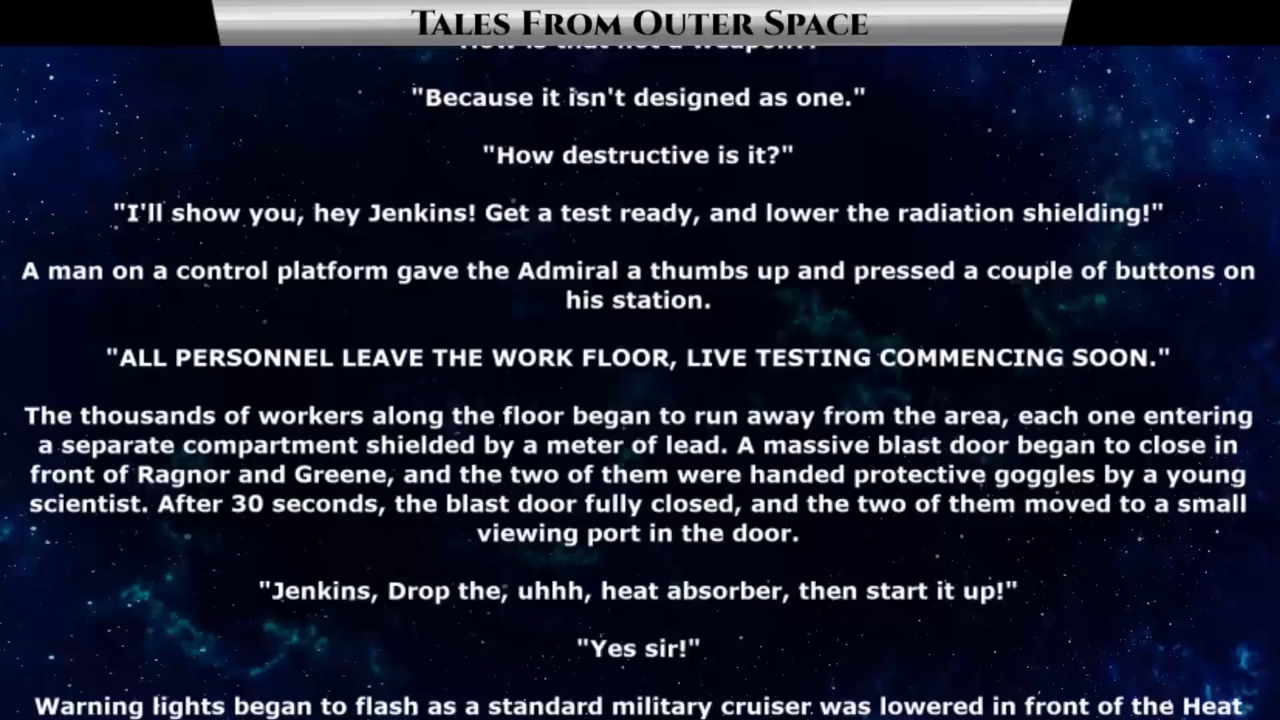 Tales From Outer Space
"How is that not a weapon?"
"Because it isn't designed as one."
"How destructive is it?"
"I'll show you, hey Jenkins! Get a test ready, and lower the radiation shielding!"
A man on a control platform gave the Admiral a thumbs up and pressed a couple of buttons on
his station.
"ALL PERSONNEL LEAVE THE WORK FLOOR, LIVE TESTING COMMENCING SOON."
The thousands of workers along the floor began to run away from the area, each one entering
a separate compartment shielded by a meter of lead. A massive blast door began to close in
front of Ragnor and Greene, and the two of them were handed protective goggles by a young
scientist. After 30 seconds, the blast door fully closed, and the two of them moved to a small
viewing port in the door.
"Jenkins, Drop the, uhhh, heat absorber, then start it up!"
"Yes sir!"
Warning lights began to flash as a standard military cruiser was lowered in front of the Heat